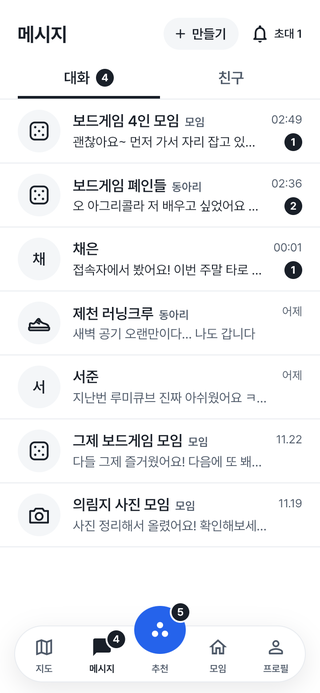 메시지
+ 만들기
초대 1
대화 4
친구
보드게임 4인 모임 모임 02:49
괜찮아요~ 먼저 가서 자리 잡고 있... 1
보드게임 폐인들 동아리 02:36
오 아그리콜라 저 배우고 싶었어요 ... 2
채
채은 00:01
접속자에서 봤어요! 이번 주말 타로 ... 1
제천 러닝크루 동아리 어제
새벽 공기 오랜만이다... 나도 갑니다
서
서준 어제
지난번 루미큐브 진짜 아쉬웠어요 ㅋ...
그제 보드게임 모임 모임 11.22
다들 그제 즐거웠어요! 다음에 또 봬...
의림지 사진 모임 모임 11.19
사진 정리해서 올렸어요! 확인해보세...
4
5
지도
메시지
추천
모임
프로필